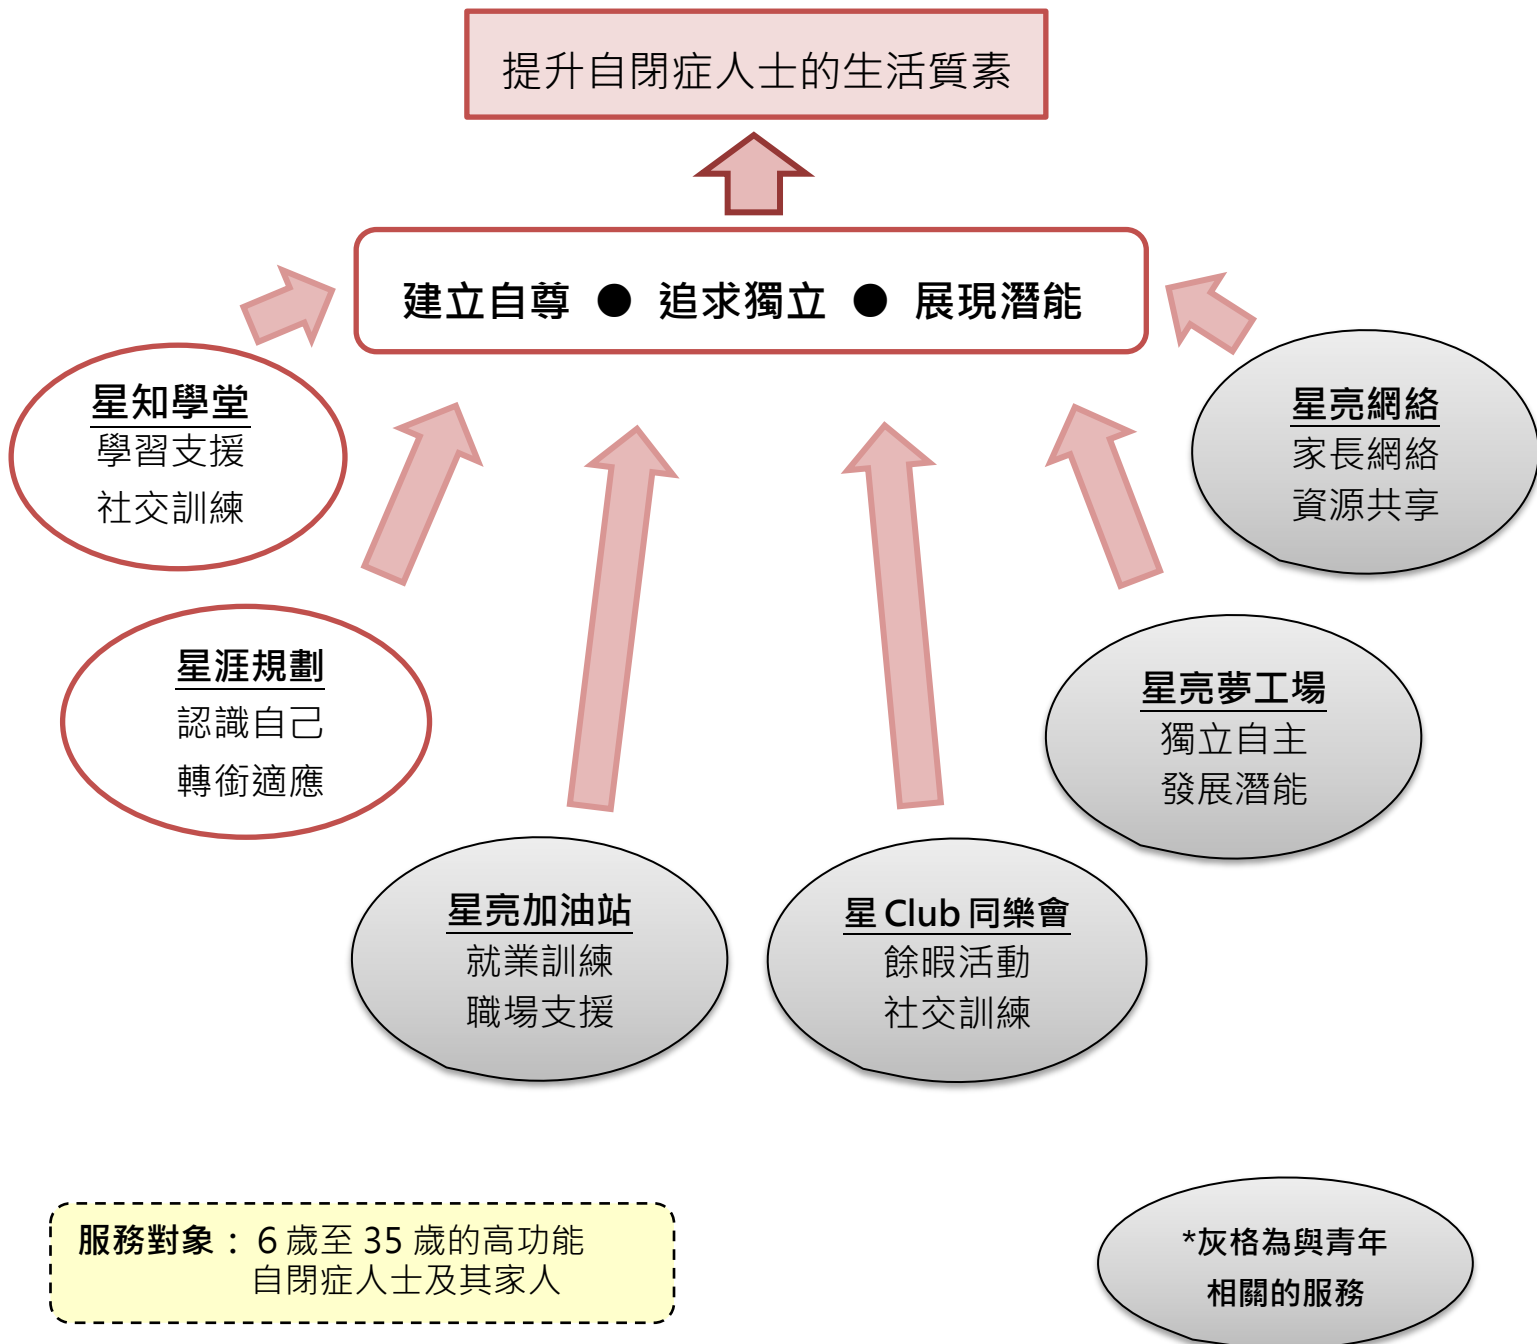 提升自閉症人士的生活質素
建立自尊 ● 追求獨立 ● 展現潛能
星知學堂
學習支援
社交訓練
星亮網絡
家長網絡
資源共享
星涯規劃
認識自己
轉銜適應
星亮夢工場
獨立自主
發展潛能
星亮加油站
就業訓練
職場支援
星 Club 同樂會
餘暇活動
社交訓練
服務對象：6 歲至 35 歲的高功能
自閉症人士及其家人
*灰格為與青年
相關的服務